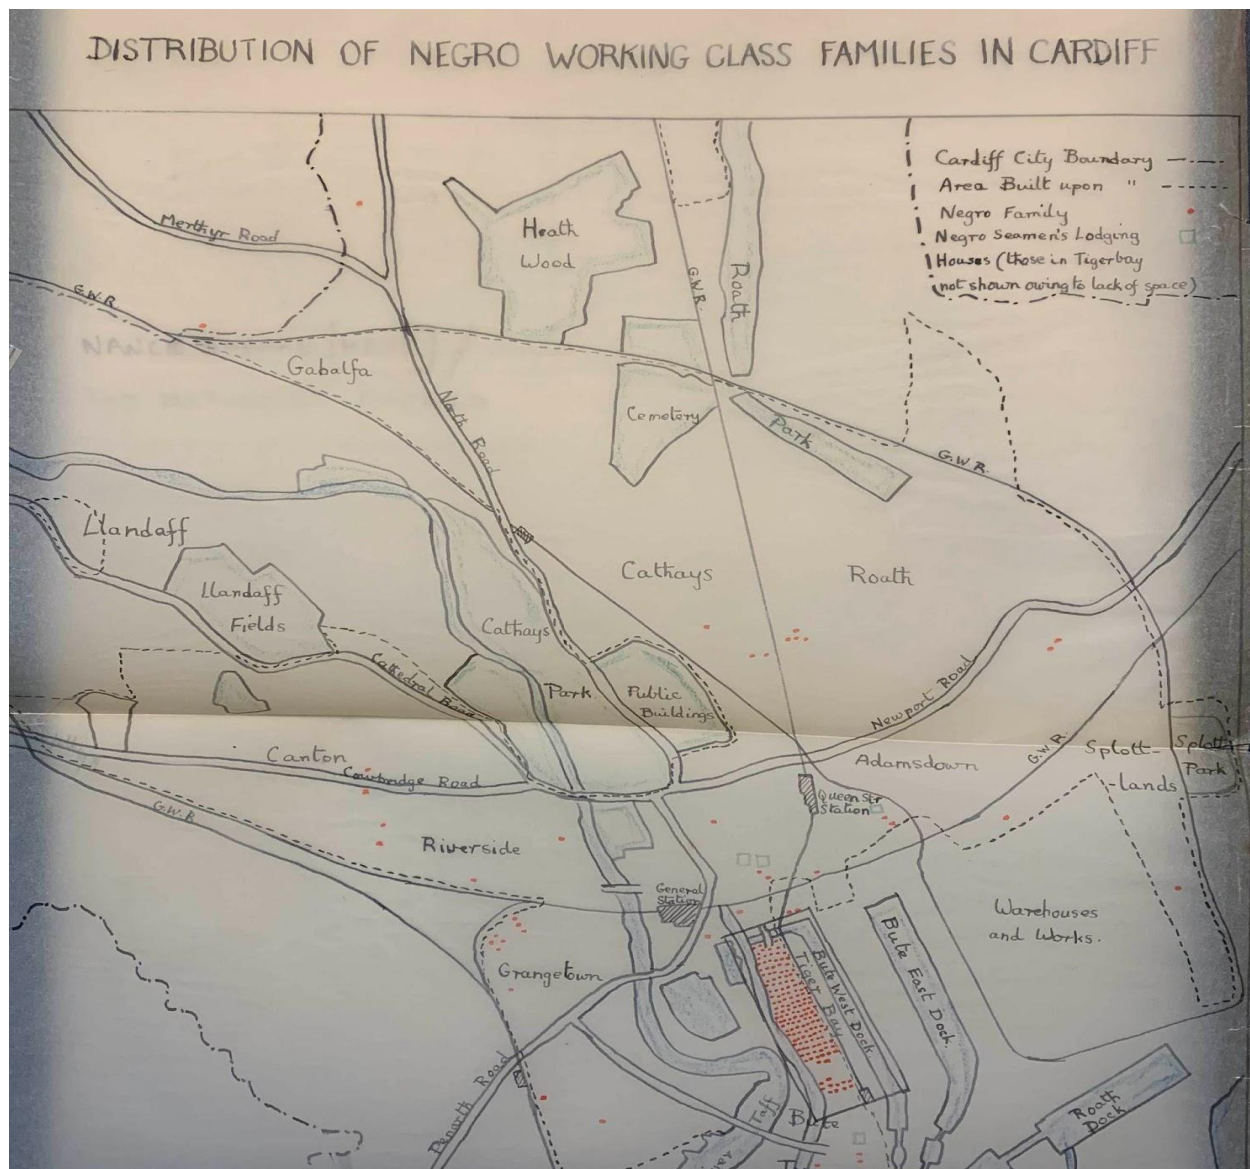 DISTRIBUTION OF NEGRO WORKING CLASS FAMILIES IN CARDIFF
Cardiff City Boundary
Area Built upon "
Negro Family
Negro Seamen's Lodging
Houses (those in Tigerbay
not shown owing to lack of space)
Merthyr Road
Heath
Wood
G.W.R.
Roath
G.W.R.
Gabalfa
North Road
Cemetery
Park
G.W.R.
Llandaff
Llandaff
Fields
Cathays
Roath
Cathays
Park
Cathedral Road
Public
Buildings
Newport Road
Canton
Cowbridge Road
Adamsdown
G.W.R.
Splott-
-lands
Splott
Park
Queen Str
Station
G.W.R
Riverside
General
Station
Warehouses
and Works.
Grangetown
Bute West Dock
Tiger Bay
Bute East Dock
Penarth Road
Taff
Bute
Roath
Dock